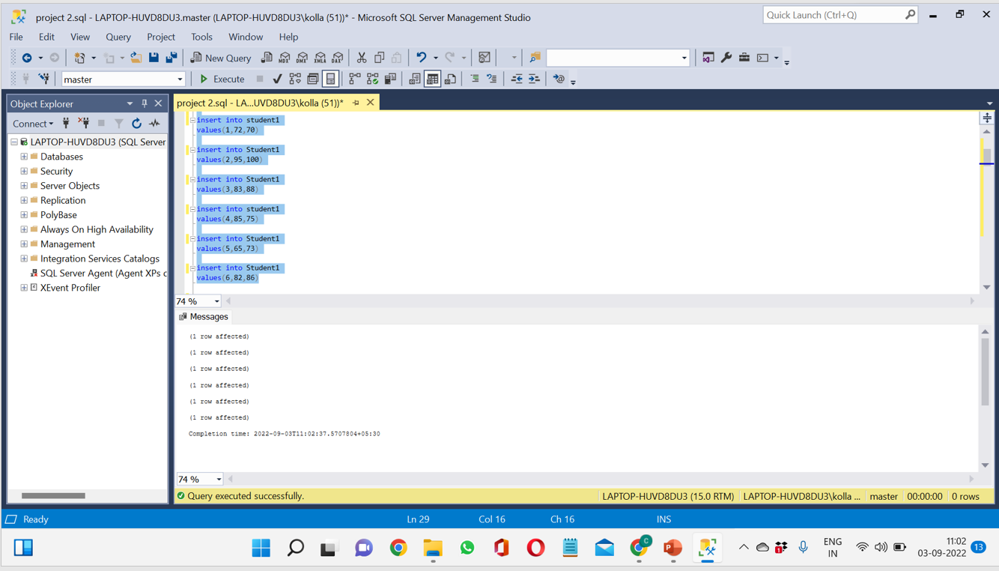 project 2.sql - LAPTOP-HUVD8DU3.master (LAPTOP-HUVD8DU3\kolla (51))* - Microsoft SQL Server Management Studio
Quick Launch (Ctrl+Q)
File Edit View Query Project Tools Window Help
New Query MDX DMX XMLA DAX
master Execute
Object Explorer
project 2.sql - LA...UVD8DU3\kolla (51))*
Connect
LAPTOP-HUVD8DU3 (SQL Server
Databases
Security
Server Objects
Replication
PolyBase
Always On High Availability
Management
Integration Services Catalogs
SQL Server Agent (Agent XPs c
XEvent Profiler
insert into student1
values(1,72,70)
insert into Student1
values(2,95,100)
insert into Student1
values(3,83,88)
insert into student1
values(4,85,75)
insert into Student1
values(5,65,73)
insert into Student1
values(6,82,86)
74 %
Messages
(1 row affected)
(1 row affected)
(1 row affected)
(1 row affected)
(1 row affected)
(1 row affected)
Completion time: 2022-09-03T11:02:37.5707804+05:30
74 %
Query executed successfully. LAPTOP-HUVD8DU3 (15.0 RTM) LAPTOP-HUVD8DU3\kolla ... master 00:00:00 0 rows
Ready Ln 29 Col 16 Ch 16 INS
C
P
1
ENG
IN
11:02
03-09-2022
13